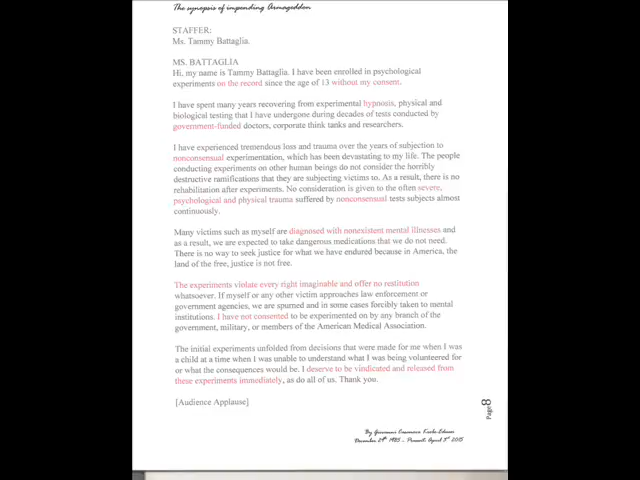 The synopsis of impending Armageddon
STAFFER:
Ms. Tammy Battaglia.
MS. BATTAGLIA
Hi, my name is Tammy Battaglia. I have been enrolled in psychological
experiments on the record since the age of 13 without my consent.
I have spent many years recovering from experimental hypnosis, physical and
biological testing that I have undergone during decades of tests conducted by
government-funded doctors, corporate think tanks and researchers.
I have experienced tremendous loss and trauma over the years of subjection to
nonconsensual experimentation, which has been devastating to my life. The people
conducting experiments on other human beings do not consider the horribly
destructive ramifications that they are subjecting victims to. As a result, there is no
rehabilitation after experiments. No consideration is given to the often severe,
psychological and physical trauma suffered by nonconsensual tests subjects almost
continuously.
Many victims such as myself are diagnosed with nonexistent mental illnesses and
as a result, we are expected to take dangerous medications that we do not need.
There is no way to seek justice for what we have endured because in America, the
land of the free, justice is not free.
The experiments violate every right imaginable and offer no restitution
whatsoever. If myself or any other victim approaches law enforcement or
government agencies, we are spurned and in some cases forcibly taken to mental
institutions. I have not consented to be experimented on by any branch of the
government, military, or members of the American Medical Association.
The initial experiments unfolded from decisions that were made for me when I was
a child at a time when I was unable to understand what I was being volunteered for
or what the consequences would be. I deserve to be vindicated and released from
these experiments immediately, as do all of us. Thank you.
[Audience Applause]
Page8
By Giovanni Casanova
December 29th 1985 – Present, April 3rd 2015